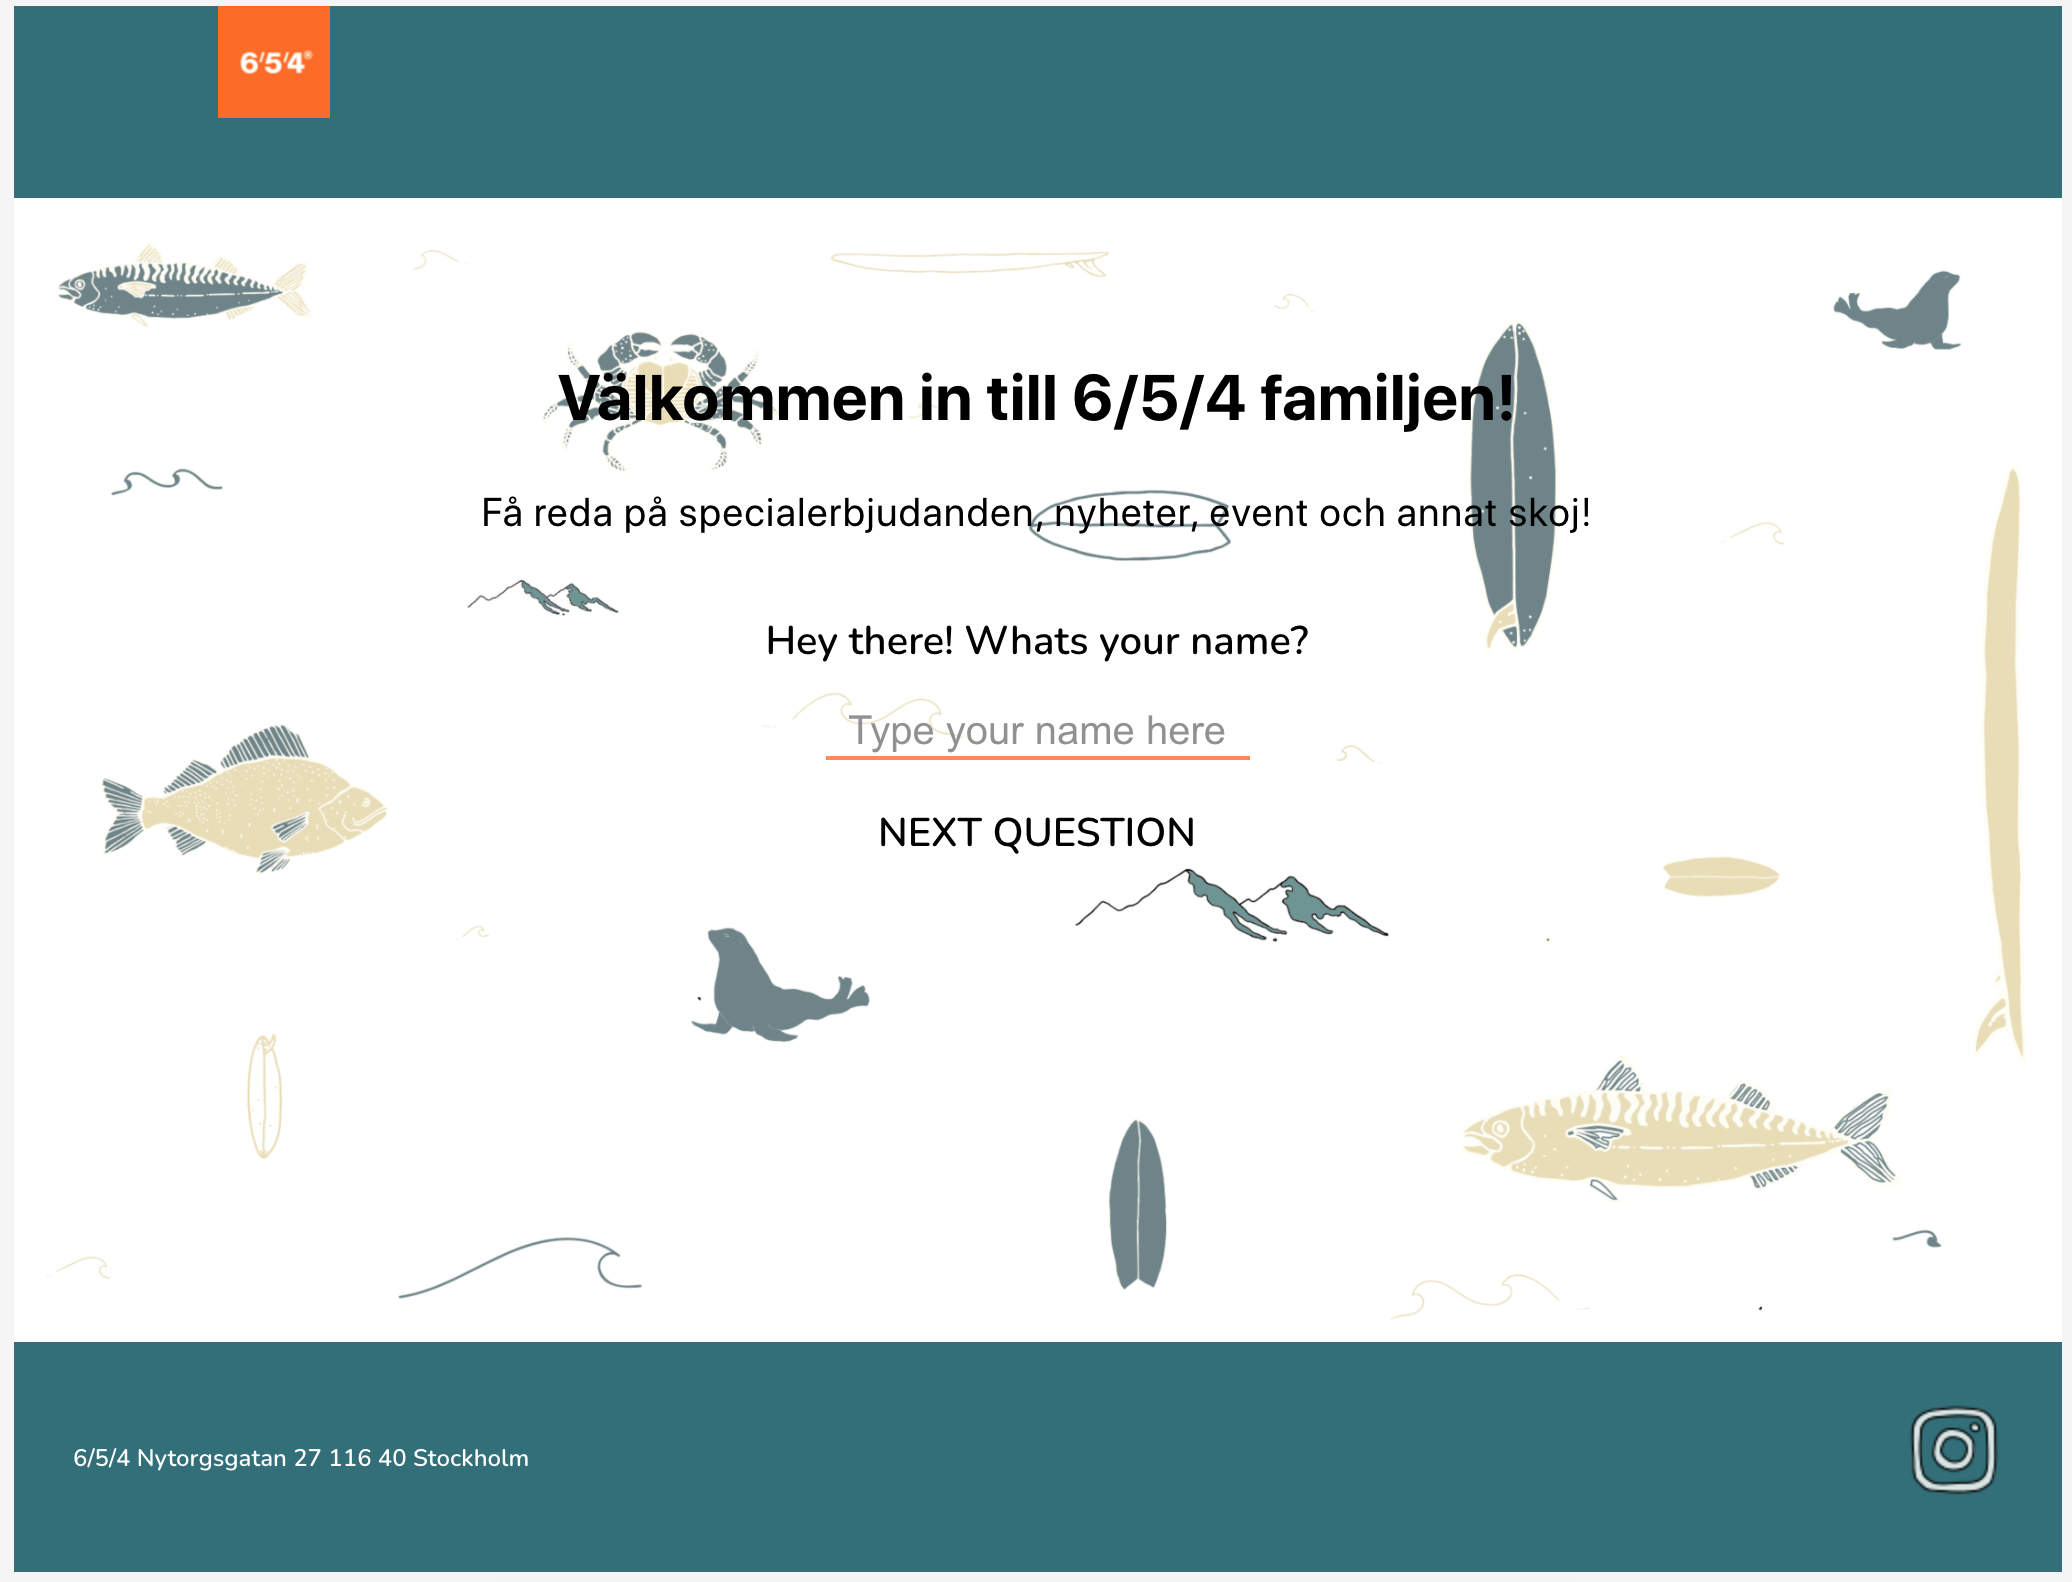 6'5'4®
Välkommen in till 6/5/4 familjen!
Få reda på specialerbjudanden, nyheter, event och annat skoj!
Hey there! Whats your name?
Type your name here
NEXT QUESTION
6/5/4 Nytorgsgatan 27 116 40 Stockholm